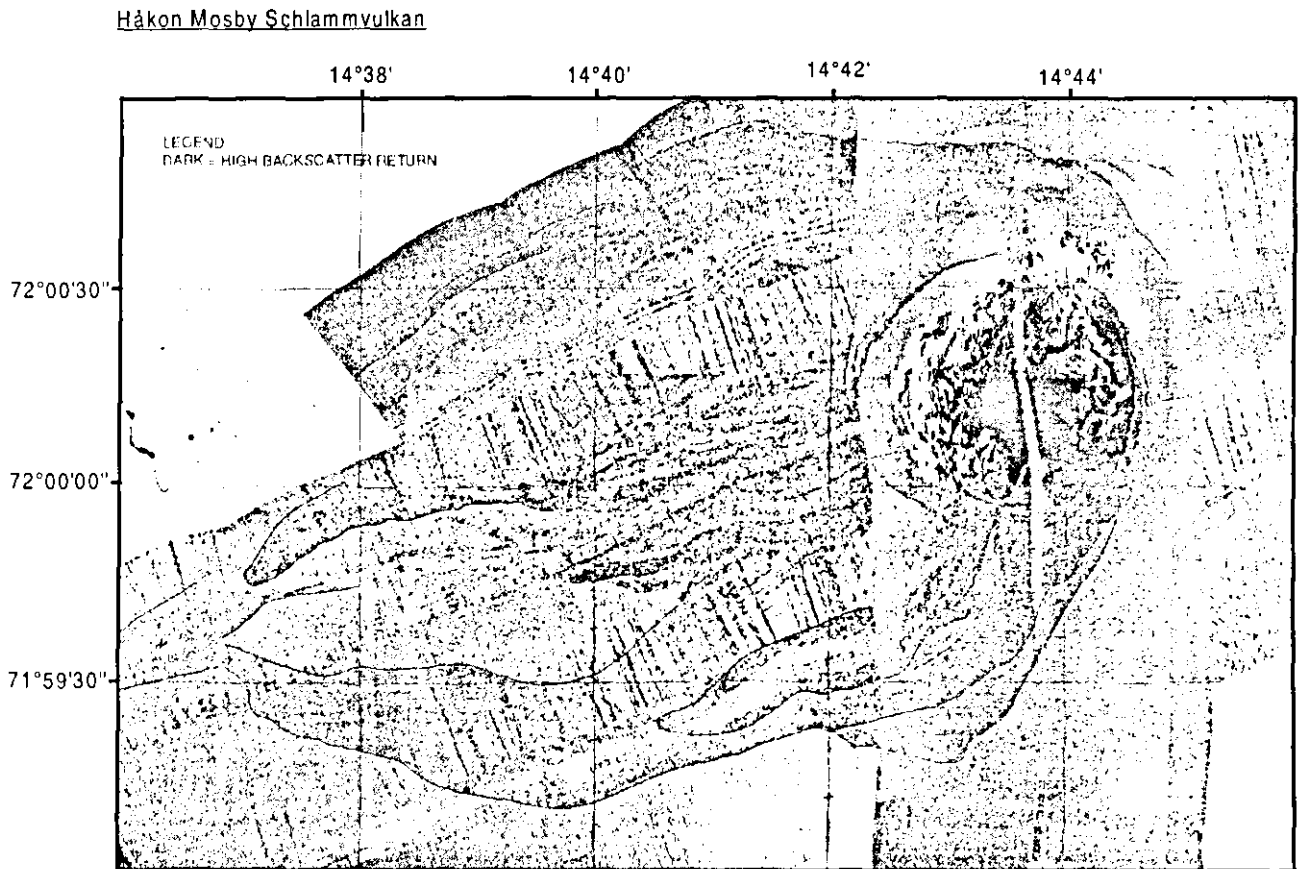 Håkon Mosby Schlammvulkan
14°38' 14°40' 14°42' 14°44'
LEGEND
DARK = HIGH BACKSCATTER RETURN
72°00'30"
72°00'00"
71°59'30"